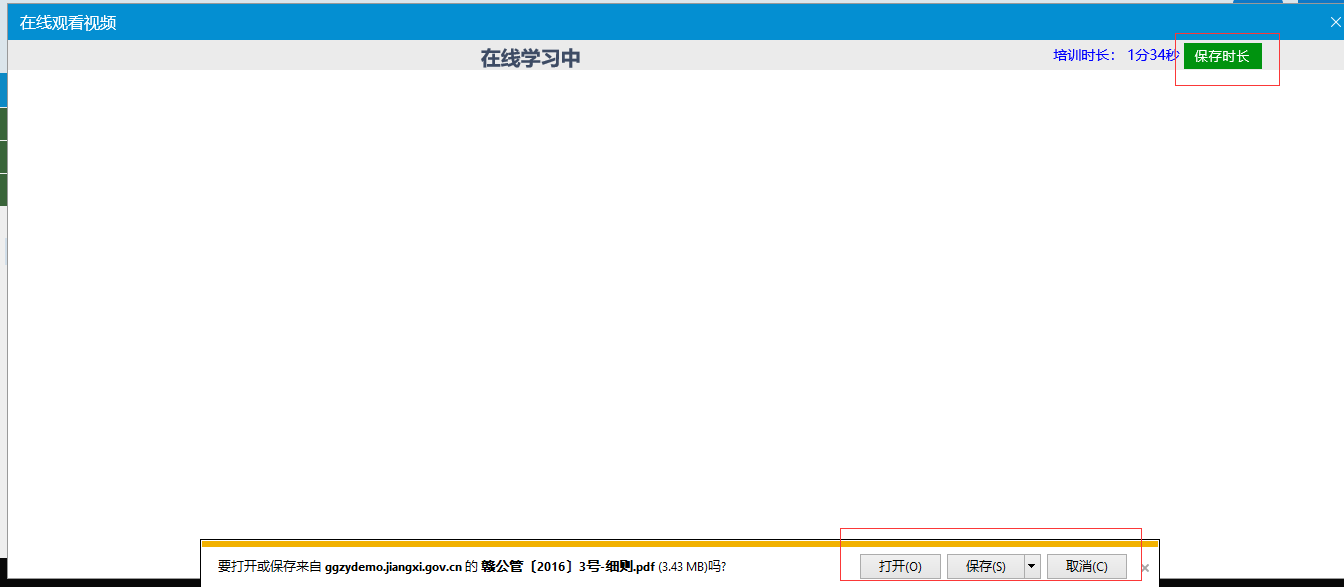 在线观看视频
在线学习中
培训时长： 1分34秒 保存时长
要打开或保存来自 ggzydemo.jiangxi.gov.cn 的 赣公管〔2016〕3号-细则.pdf (3.43 MB)吗? 打开(O) 保存(S) 取消(C)